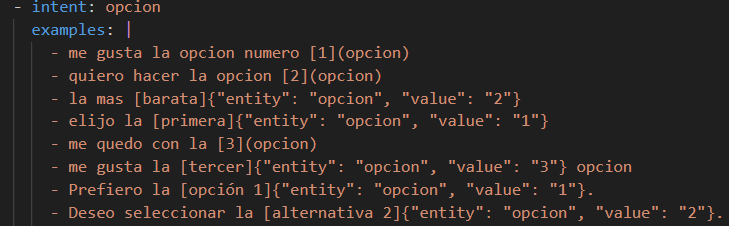 - intent: opcion
examples: |
- me gusta la opcion numero [1](opcion)
- quiero hacer la opcion [2](opcion)
- la mas [barata]{"entity": "opcion", "value": "2"}
- elijo la [primera]{"entity": "opcion", "value": "1"}
- me quedo con la [3](opcion)
- me gusta la [tercer]{"entity": "opcion", "value": "3"} opcion
- Prefiero la [opción 1]{"entity": "opcion", "value": "1"}.
- Deseo seleccionar la [alternativa 2]{"entity": "opcion", "value": "2"}.